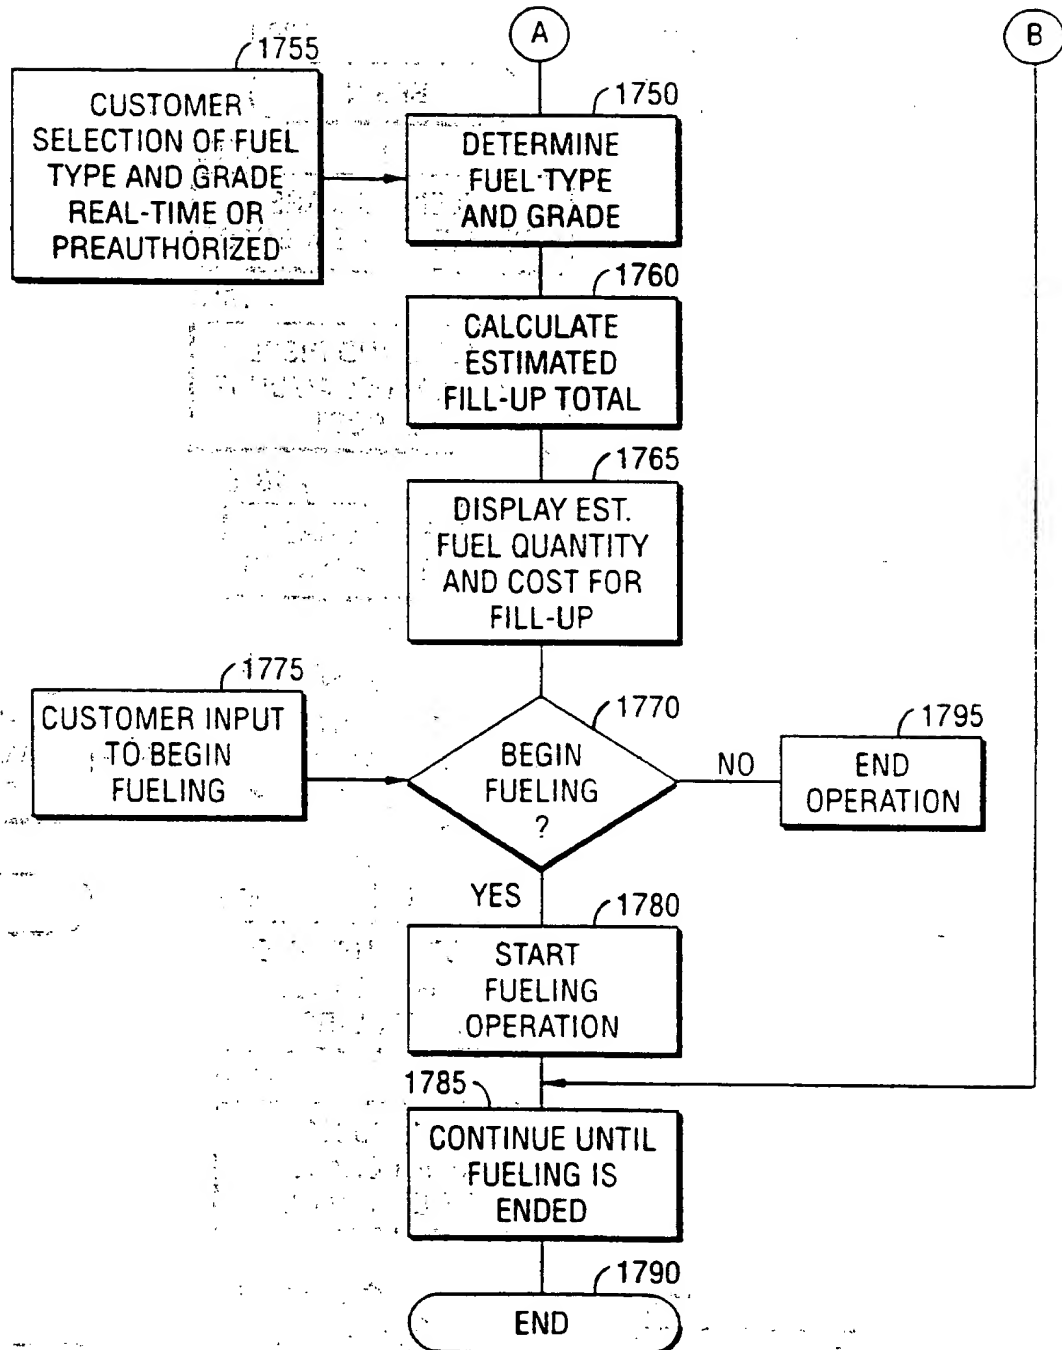 A
B
1755
CUSTOMER
SELECTION OF FUEL
TYPE AND GRADE
REAL-TIME OR
PREAUTHORIZED
1750
DETERMINE
FUEL TYPE
AND GRADE
1760
CALCULATE
ESTIMATED
FILL-UP TOTAL
1765
DISPLAY EST.
FUEL QUANTITY
AND COST FOR
FILL-UP
1775
CUSTOMER INPUT
TO BEGIN
FUELING
1770
BEGIN
FUELING
?
NO
1795
END
OPERATION
YES
1780
START
FUELING
OPERATION
1785
CONTINUE UNTIL
FUELING IS
ENDED
1790
END